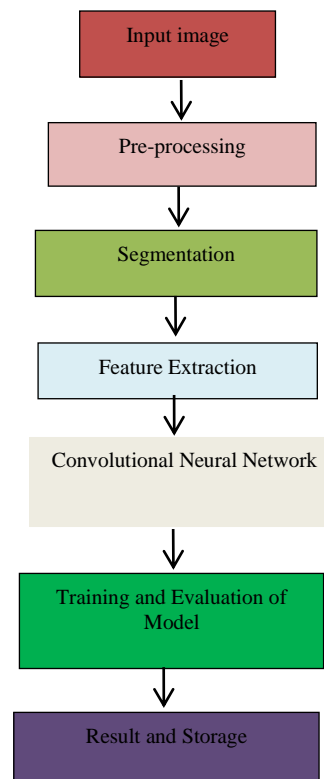 Input image
Pre-processing
Segmentation
Feature Extraction
Convolutional Neural Network
Training and Evaluation of
Model
Result and Storage